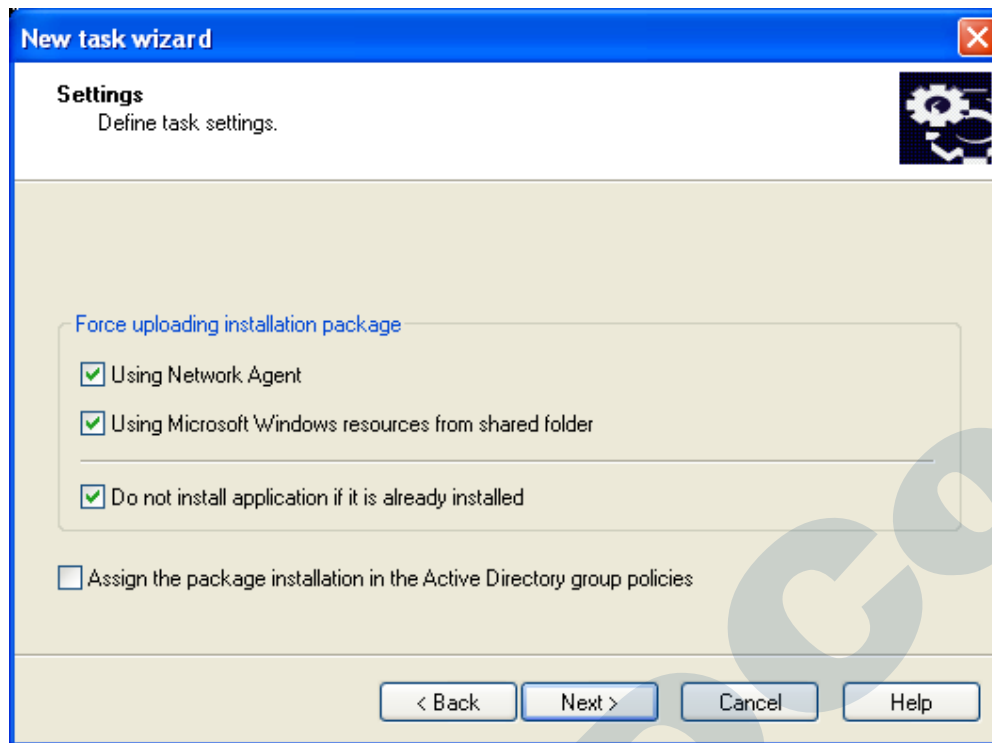 New task wizard
Settings
Define task settings.
Force uploading installation package
Using Network Agent
Using Microsoft Windows resources from shared folder
Do not install application if it is already installed
Assign the package installation in the Active Directory group policies
< Back
Next >
Cancel
Help